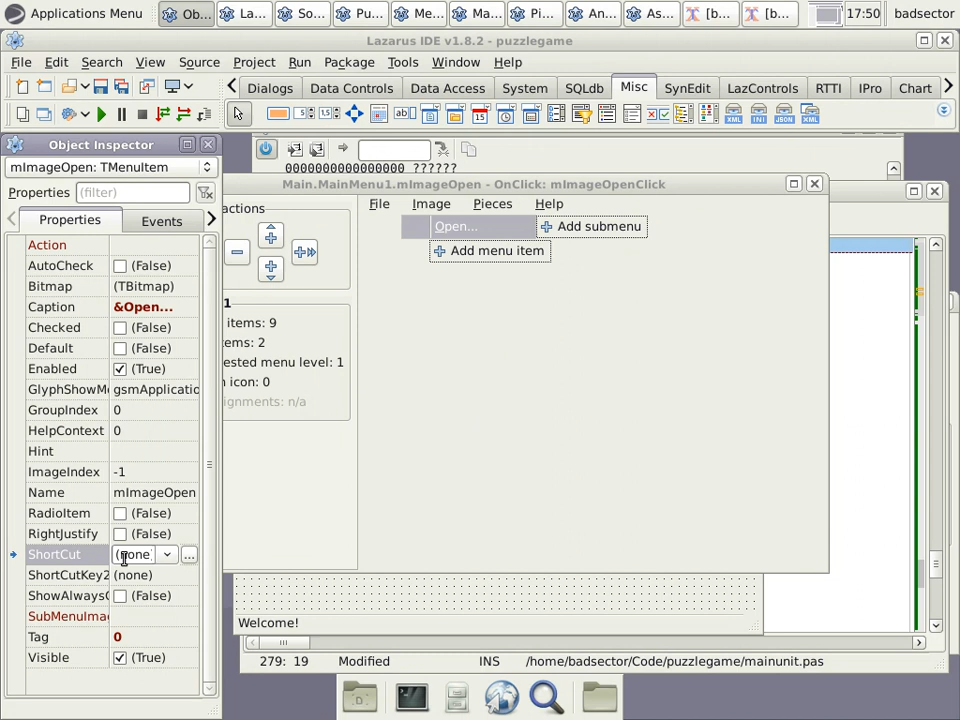 Applications Menu
Ob...
La...
So...
Pu...
Me...
Ma...
Pi...
An...
As...
[b...
[b...
17:50
badsector
Lazarus IDE v1.8.2 - puzzlegame
File Edit Search View Source Project Run Package Tools Window Help
Dialogs Data Controls Data Access System SQLdb Misc SynEdit LazControls RTTI IPro Chart
Object Inspector
mImageOpen: TMenuItem
Properties (filter)
Properties Events
Action
AutoCheck (False)
Bitmap (TBitmap)
Caption &Open...
Checked (False)
Default (False)
Enabled (True)
GlyphShowM gsmApplicatio
GroupIndex 0
HelpContext 0
Hint
ImageIndex -1
Name mImageOpen
RadioItem (False)
RightJustify (False)
ShortCut (none
ShortCutKey2 (none)
ShowAlways (False)
SubMenuIma
Tag 0
Visible (True)
0000000000000000 ??????
Main.MainMenu1.mImageOpen - OnClick: mImageOpenClick
actions
1
items: 9
tems: 2
ested menu level: 1
icon: 0
ignments: n/a
File Image Pieces Help
Open... Add submenu
Add menu item
Welcome!
279: 19 Modified INS /home/badsector/Code/puzzlegame/mainunit.pas